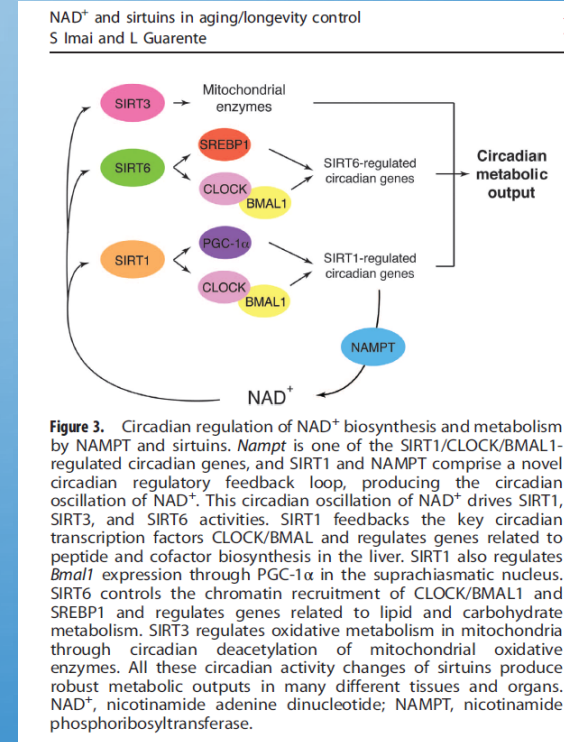 NAD+ and sirtuins in aging/longevity control
S Imai and L Guarente
SIRT3
Mitochondrial
enzymes
SIRT6
SREBP1
CLOCK
BMAL1
SIRT6-regulated
circadian genes
Circadian
metabolic
output
SIRT1
PGC-1α
CLOCK
BMAL1
SIRT1-regulated
circadian genes
NAMPT
NAD+
Figure 3. Circadian regulation of NAD+ biosynthesis and metabolism
by NAMPT and sirtuins. Nampt is one of the SIRT1/CLOCK/BMAL1-
regulated circadian genes, and SIRT1 and NAMPT comprise a novel
circadian regulatory feedback loop, producing the circadian
oscillation of NAD+. This circadian oscillation of NAD+ drives SIRT1,
SIRT3, and SIRT6 activities. SIRT1 feedbacks the key circadian
transcription factors CLOCK/BMAL and regulates genes related to
peptide and cofactor biosynthesis in the liver. SIRT1 also regulates
Bmal1 expression through PGC-1α in the suprachiasmatic nucleus.
SIRT6 controls the chromatin recruitment of CLOCK/BMAL1 and
SREBP1 and regulates genes related to lipid and carbohydrate
metabolism. SIRT3 regulates oxidative metabolism in mitochondria
through circadian deacetylation of mitochondrial oxidative
enzymes. All these circadian activity changes of sirtuins produce
robust metabolic outputs in many different tissues and organs.
NAD+, nicotinamide adenine dinucleotide; NAMPT, nicotinamide
phosphoribosyltransferase.